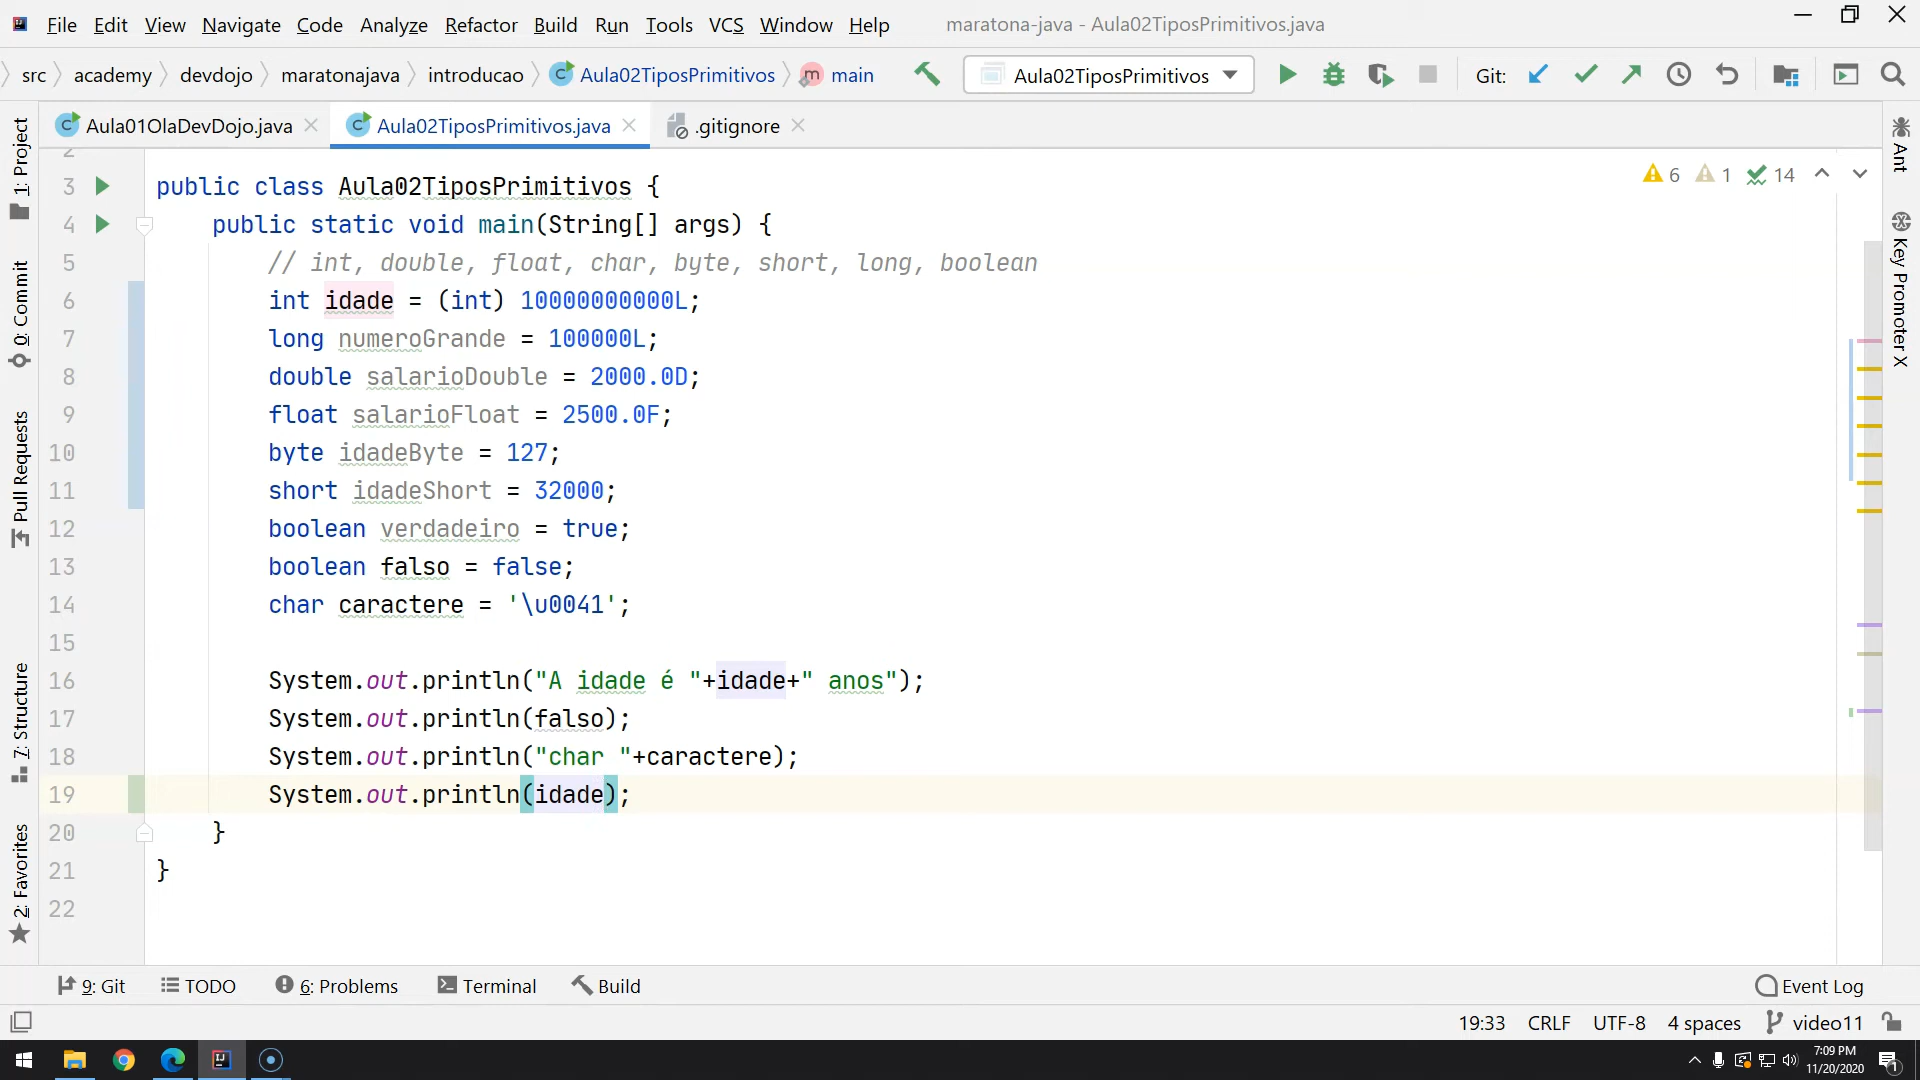 File Edit View Navigate Code Analyze Refactor Build Run Tools VCS Window Help maratona-java - Aula02TiposPrimitivos.java
src academy devdojo maratonajava introducao Aula02TiposPrimitivos main Aula02TiposPrimitivos Git:
Aula01OlaDevDojo.java Aula02TiposPrimitivos.java .gitignore
1: Project
0: Commit
Pull Requests
7: Structure
2: Favorites
6 1 14
2
3 public class Aula02TiposPrimitivos {
4 public static void main(String[] args) {
5 // int, double, float, char, byte, short, long, boolean
6 int idade = (int) 10000000000L;
7 long numeroGrande = 100000L;
8 double salarioDouble = 2000.0D;
9 float salarioFloat = 2500.0F;
10 byte idadeByte = 127;
11 short idadeShort = 32000;
12 boolean verdadeiro = true;
13 boolean falso = false;
14 char caractere = '\u0041';
15
16 System.out.println("A idade é "+idade+" anos");
17 System.out.println(falso);
18 System.out.println("char "+caractere);
19 System.out.println(idade);
20 }
21 }
22
Ant
Key Promoter X
9: Git TODO 6: Problems Terminal Build Event Log
19:33 CRLF UTF-8 4 spaces video11
7:09 PM
11/20/2020
1